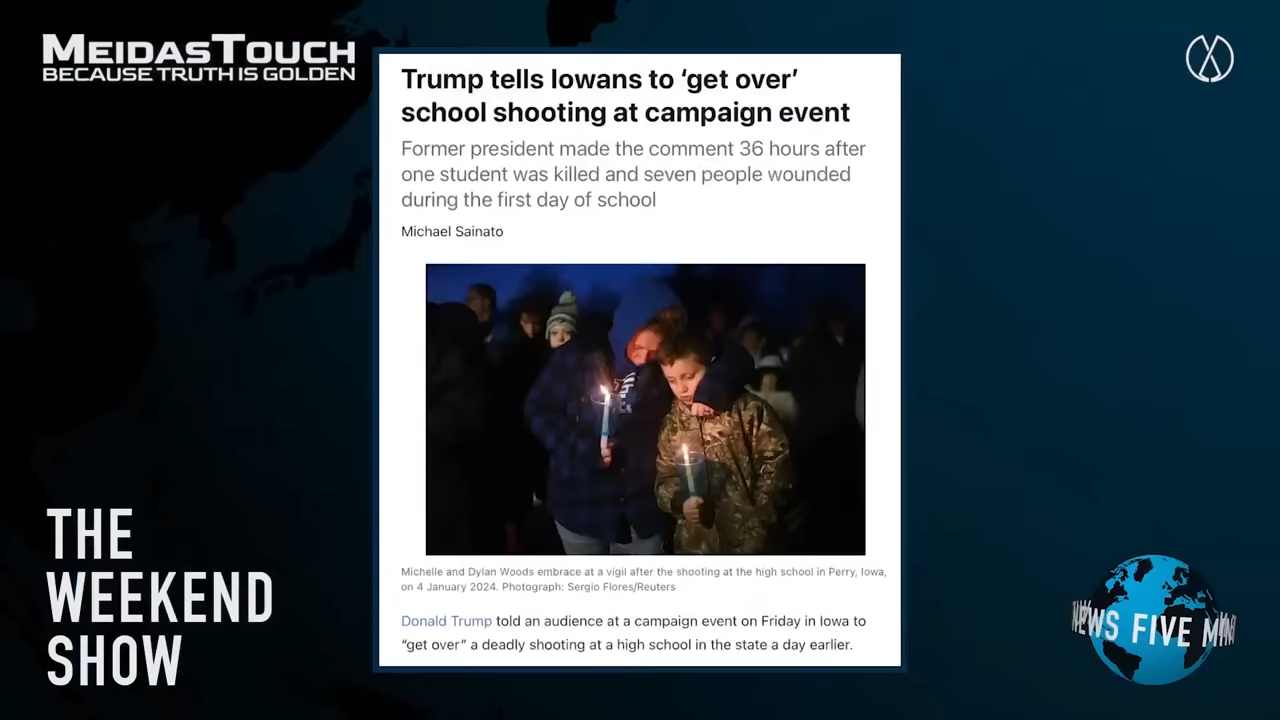 MEIDASTOUCH
BECAUSE TRUTH IS GOLDEN
Trump tells Iowans to ‘get over’
school shooting at campaign event
Former president made the comment 36 hours after
one student was killed and seven people wounded
during the first day of school
Michael Sainato
Michelle and Dylan Woods embrace at a vigil after the shooting at the high school in Perry, Iowa,
on 4 January 2024. Photograph: Sergio Flores/Reuters
Donald Trump told an audience at a campaign event on Friday in Iowa to
“get over” a deadly shooting at a high school in the state a day earlier.
THE
WEEKEND
SHOW
NEWS FIVE